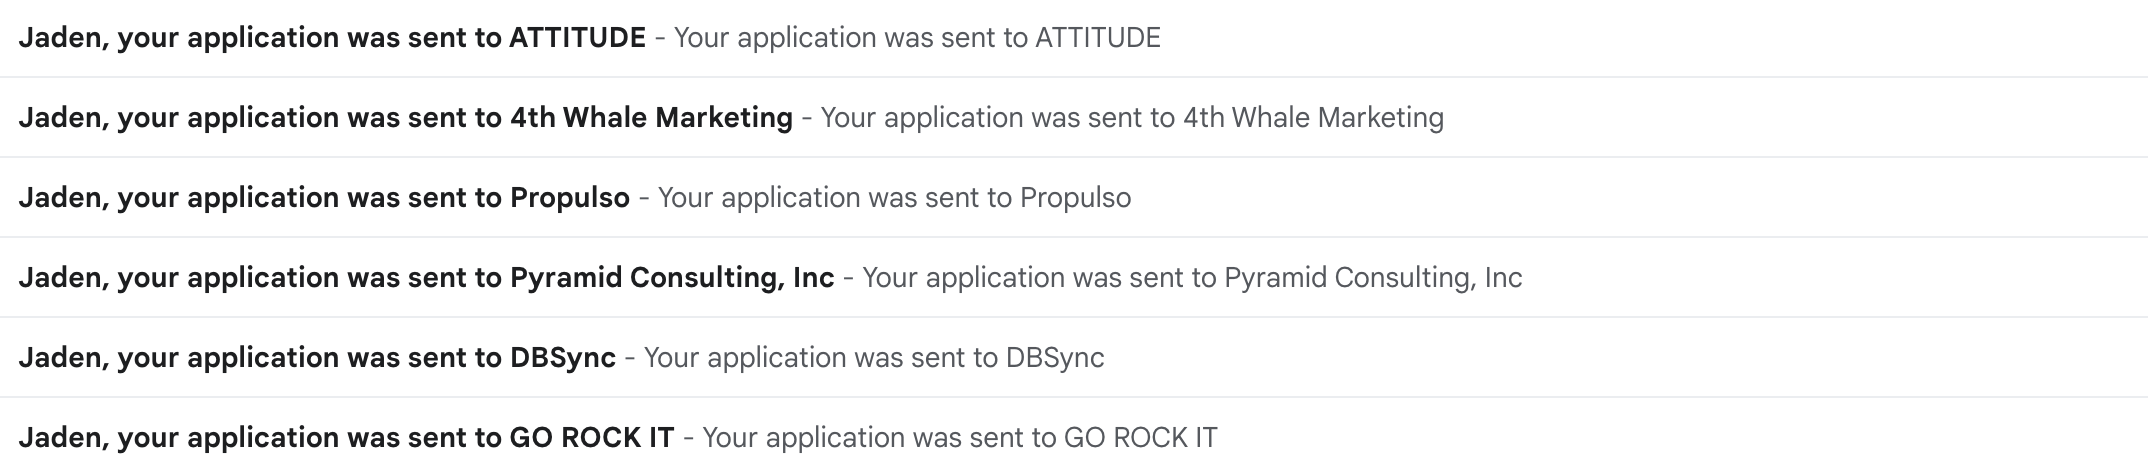 Jaden, your application was sent to ATTITUDE - Your application was sent to ATTITUDE
Jaden, your application was sent to 4th Whale Marketing - Your application was sent to 4th Whale Marketing
Jaden, your application was sent to Propulso - Your application was sent to Propulso
Jaden, your application was sent to Pyramid Consulting, Inc - Your application was sent to Pyramid Consulting, Inc
Jaden, your application was sent to DBSync - Your application was sent to DBSync
Jaden, your application was sent to GO ROCK IT - Your application was sent to GO ROCK IT